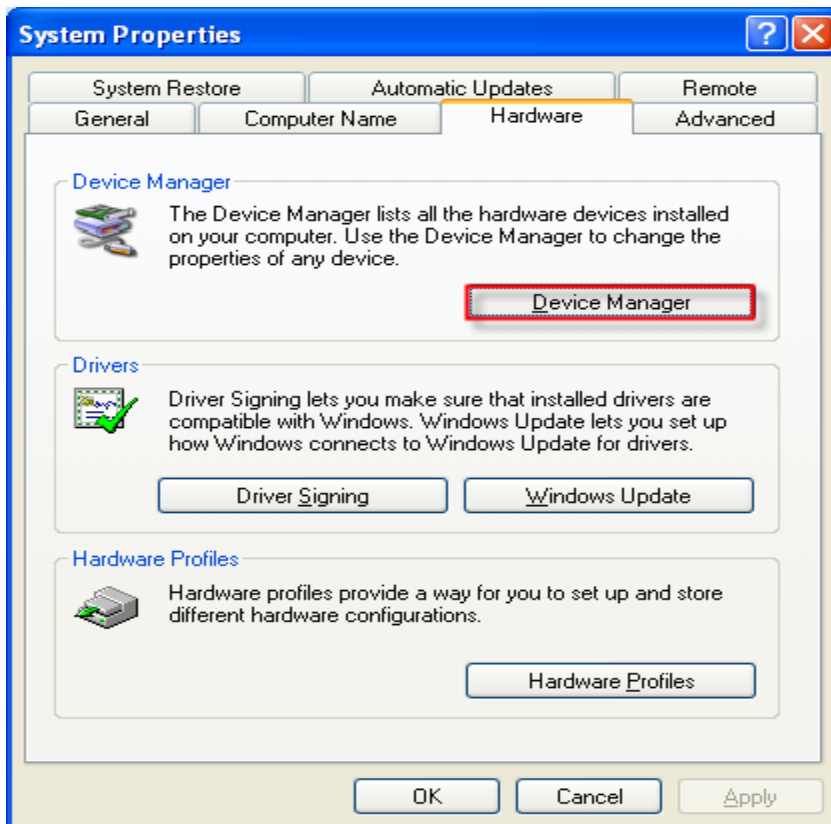 System Properties
System Restore
Automatic Updates
Remote
General
Computer Name
Hardware
Advanced
Device Manager
The Device Manager lists all the hardware devices installed
on your computer. Use the Device Manager to change the
properties of any device.
Device Manager
Drivers
Driver Signing lets you make sure that installed drivers are
compatible with Windows. Windows Update lets you set up
how Windows connects to Windows Update for drivers.
Driver Signing
Windows Update
Hardware Profiles
Hardware profiles provide a way for you to set up and store
different hardware configurations.
Hardware Profiles
OK
Cancel
Apply